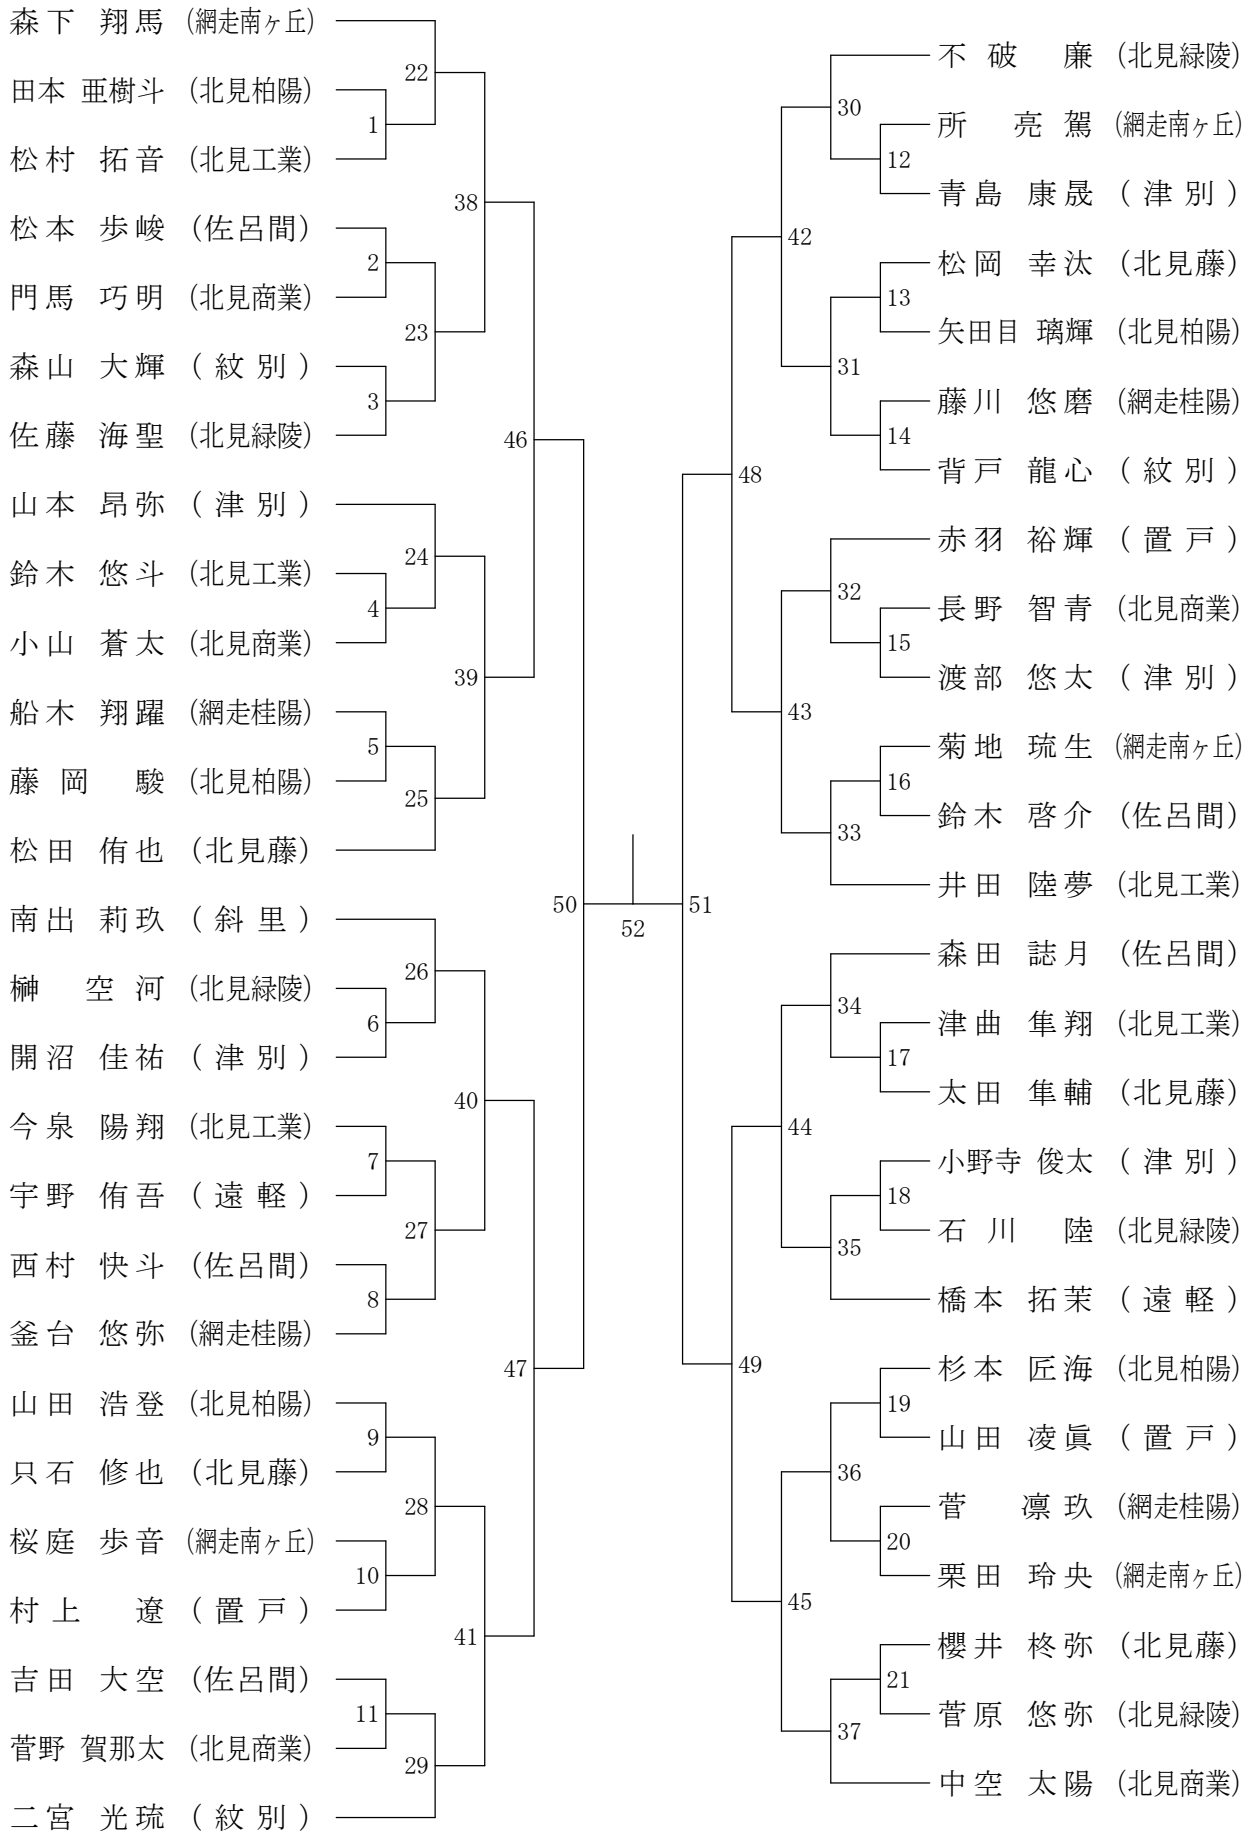 森下 翔馬 (網走南ヶ丘)
田本 亜樹斗 (北見柏陽)
松村 拓音 (北見工業)
松本 歩峻 (佐呂間)
門馬 巧明 (北見商業)
森山 大輝 (紋別)
佐藤 海聖 (北見緑陵)
山本 昂弥 (津別)
鈴木 悠斗 (北見工業)
小山 蒼太 (北見商業)
船木 翔躍 (網走桂陽)
藤岡 駿 (北見柏陽)
松田 侑也 (北見藤)
南出 莉玖 (斜里)
榊 空河 (北見緑陵)
開沼 佳祐 (津別)
今泉 陽翔 (北見工業)
宇野 侑吾 (遠軽)
西村 快斗 (佐呂間)
釜台 悠弥 (網走桂陽)
山田 浩登 (北見柏陽)
只石 修也 (北見藤)
桜庭 歩音 (網走南ヶ丘)
村上 遼 (置戸)
吉田 大空 (佐呂間)
菅野 賀那太 (北見商業)
二宮 光琉 (紋別)
22
1
38
2
23
3
46
24
4
39
5
25
50
26
6
40
7
27
8
47
9
28
10
41
11
29
52
51
30
12
42
13
31
14
48
32
15
43
16
33
34
17
44
18
35
49
19
36
20
45
21
37
不破 廉 (北見緑陵)
所 亮駕 (網走南ヶ丘)
青島 康晟 (津別)
松岡 幸汰 (北見藤)
矢田目 璃輝 (北見柏陽)
藤川 悠磨 (網走桂陽)
背戸 龍心 (紋別)
赤羽 裕輝 (置戸)
長野 智青 (北見商業)
渡部 悠太 (津別)
菊地 琉生 (網走南ヶ丘)
鈴木 啓介 (佐呂間)
井田 陸夢 (北見工業)
森田 誌月 (佐呂間)
津曲 隼翔 (北見工業)
太田 隼輔 (北見藤)
小野寺 俊太 (津別)
石川 陸 (北見緑陵)
橋本 拓茉 (遠軽)
杉本 匠海 (北見柏陽)
山田 凌眞 (置戸)
菅 凛玖 (網走桂陽)
栗田 玲央 (網走南ヶ丘)
櫻井 柊弥 (北見藤)
菅原 悠弥 (北見緑陵)
中空 太陽 (北見商業)